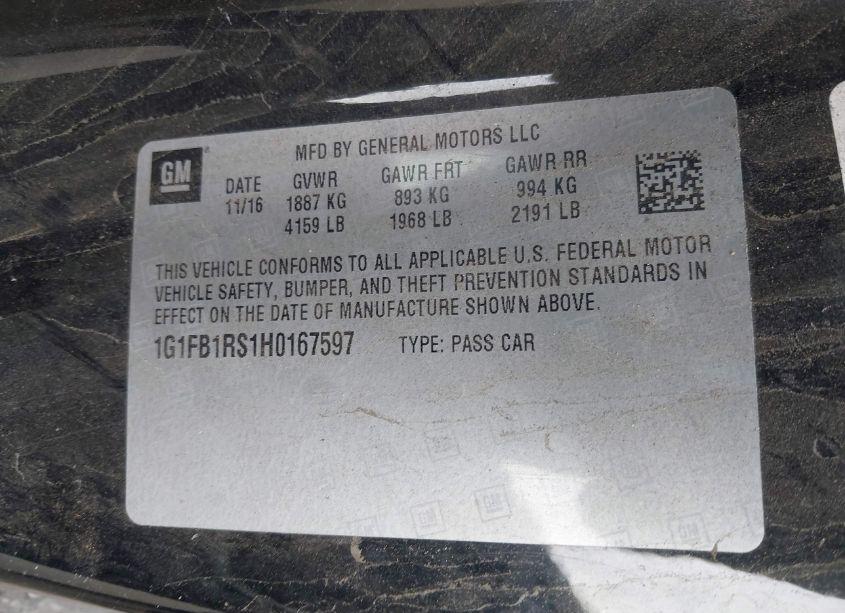 GM
MFD BY GENERAL MOTORS LLC
DATE GVWR GAWR FRT GAWR RR
11/16 1887 KG 893 KG 994 KG
4159 LB 1968 LB 2191 LB
THIS VEHICLE CONFORMS TO ALL APPLICABLE U.S. FEDERAL MOTOR
VEHICLE SAFETY, BUMPER, AND THEFT PREVENTION STANDARDS IN
EFFECT ON THE DATE OF MANUFACTURE SHOWN ABOVE.
1G1FB1RS1H0167597 TYPE: PASS CAR